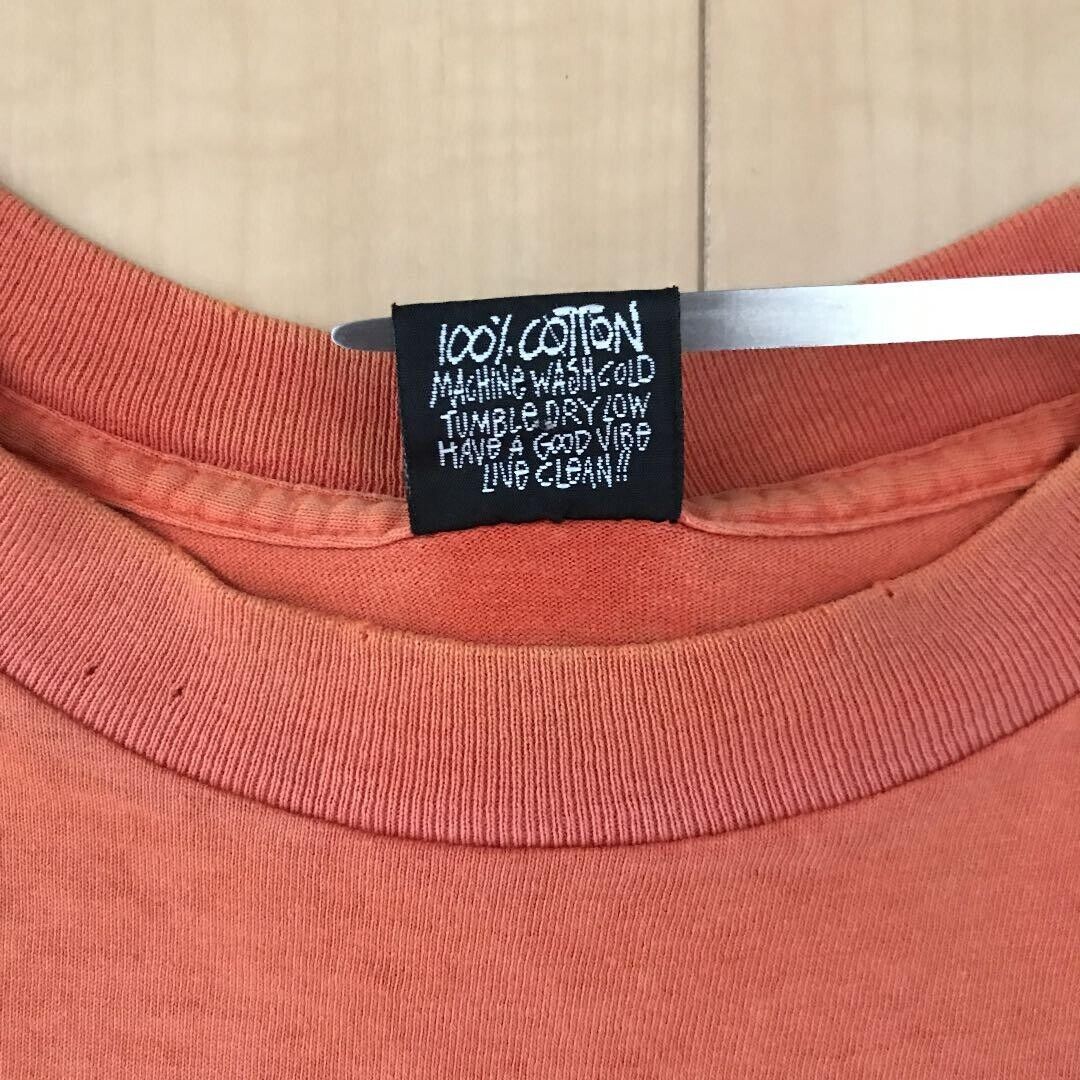 100% COTTON
MACHINE WASH COLD
TUMBLE DRY LOW
HAVE A GOOD VIBE
LIVE CLEAN!!